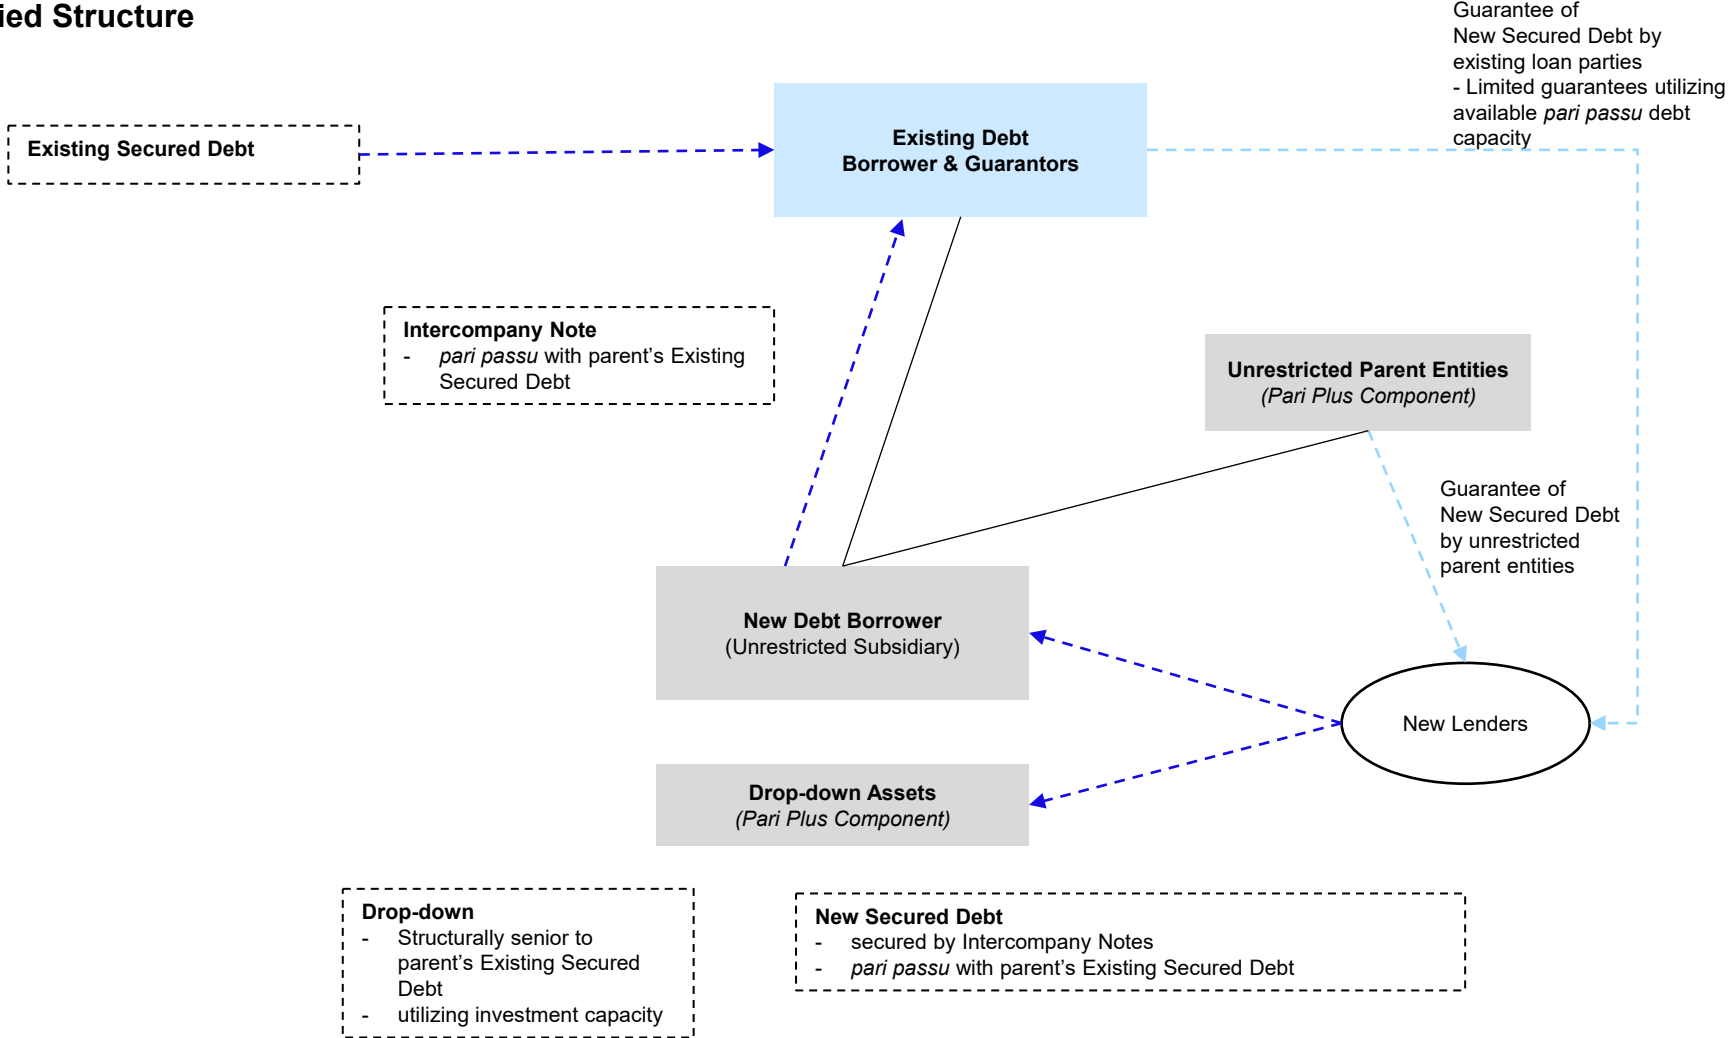 ied Structure
Guarantee of
New Secured Debt by
existing loan parties
- Limited guarantees utilizing
available pari passu debt
capacity
Existing Secured Debt
Existing Debt
Borrower & Guarantors
Intercompany Note
- pari passu with parent's Existing
Secured Debt
Unrestricted Parent Entities
(Pari Plus Component)
Guarantee of
New Secured Debt
by unrestricted
parent entities
New Debt Borrower
(Unrestricted Subsidiary)
New Lenders
Drop-down Assets
(Pari Plus Component)
Drop-down
- Structurally senior to
parent's Existing Secured
Debt
- utilizing investment capacity
New Secured Debt
- secured by Intercompany Notes
- pari passu with parent's Existing Secured Debt